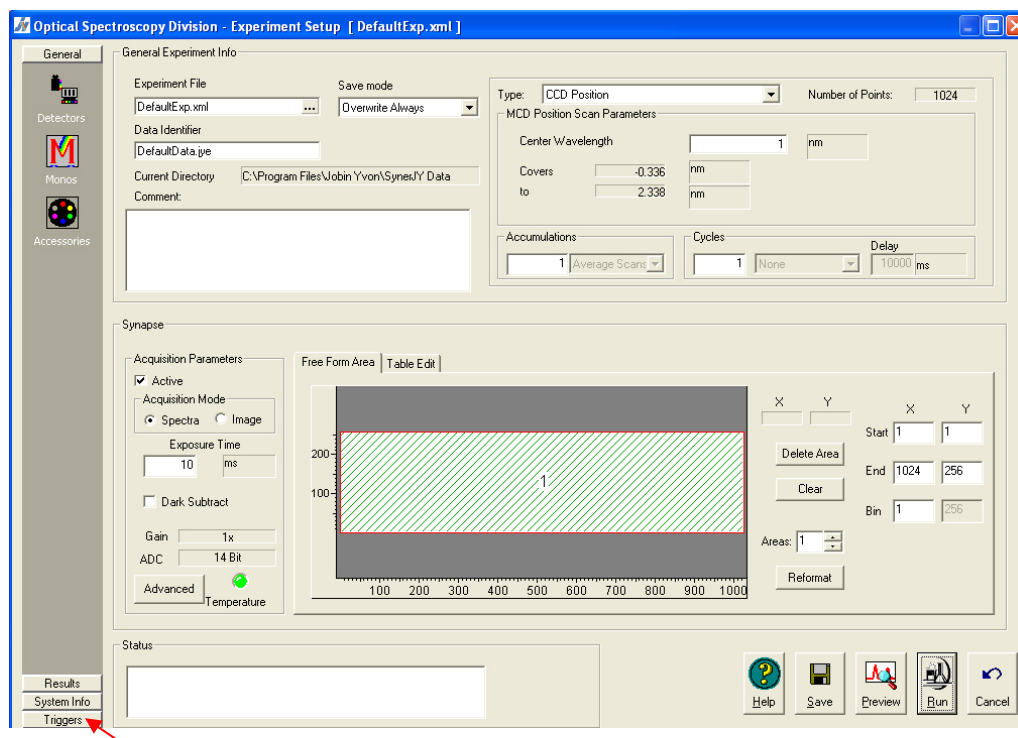 Optical Spectroscopy Division - Experiment Setup [ DefaultExp.xml ]
General
Detectors
Monos
Accessories
Results
System Info
Triggers
General Experiment Info
Experiment File
DefaultExp.xml ...
Save mode
Overwrite Always
Data Identifier
DefaultData.jye
Current Directory C:\Program Files\Jobin Yvon\SynerJY Data
Comment:
Type: CCD Position
Number of Points: 1024
MCD Position Scan Parameters
Center Wavelength 1 nm
Covers -0.336 nm
to 2.338 nm
Accumulations
1 Average Scans
Cycles
1 None
Delay
10000 ms
Synapse
Acquisition Parameters
Active
Acquisition Mode
Spectra Image
Exposure Time
10 ms
Dark Subtract
Gain 1x
ADC 14 Bit
Advanced
Temperature
Free Form Area Table Edit
200
100
1
100 200 300 400 500 600 700 800 900 1000
X Y
Delete Area
Clear
Areas: 1
Reformat
X Y
Start 1 1
End 1024 256
Bin 1 256
Status
Help Save Preview Run Cancel